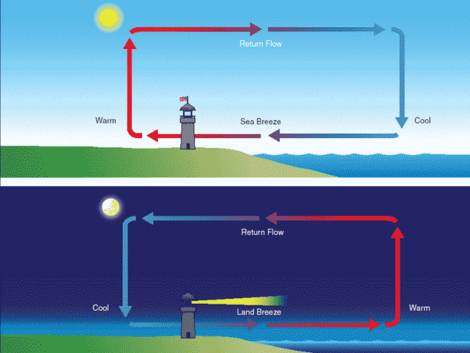 Return Flow
Warm
Sea Breeze
Cool
Return Flow
Cool
Land Breeze
Warm